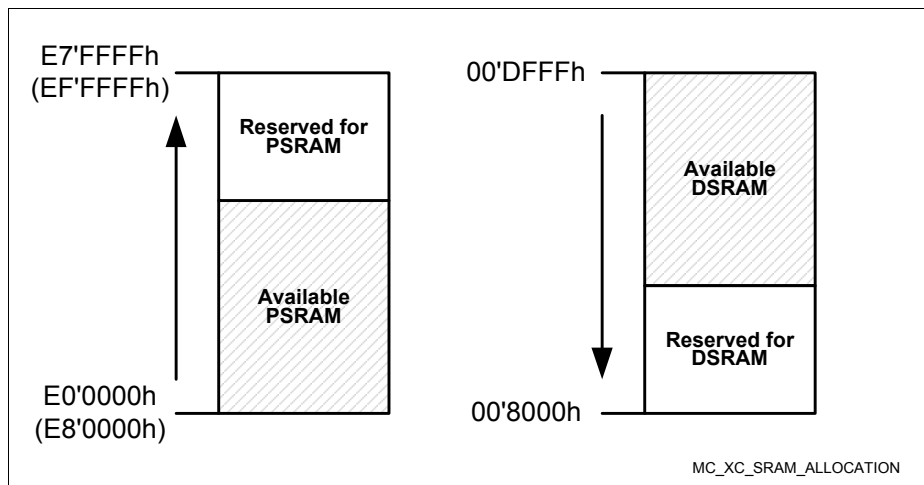 E7'FFFFh
(EF'FFFFh)
Reserved for
PSRAM
Available
PSRAM
E0'0000h
(E8'0000h)
00'DFFFh
Available
DSRAM
Reserved for
DSRAM
00'8000h
MC_XC_SRAM_ALLOCATION